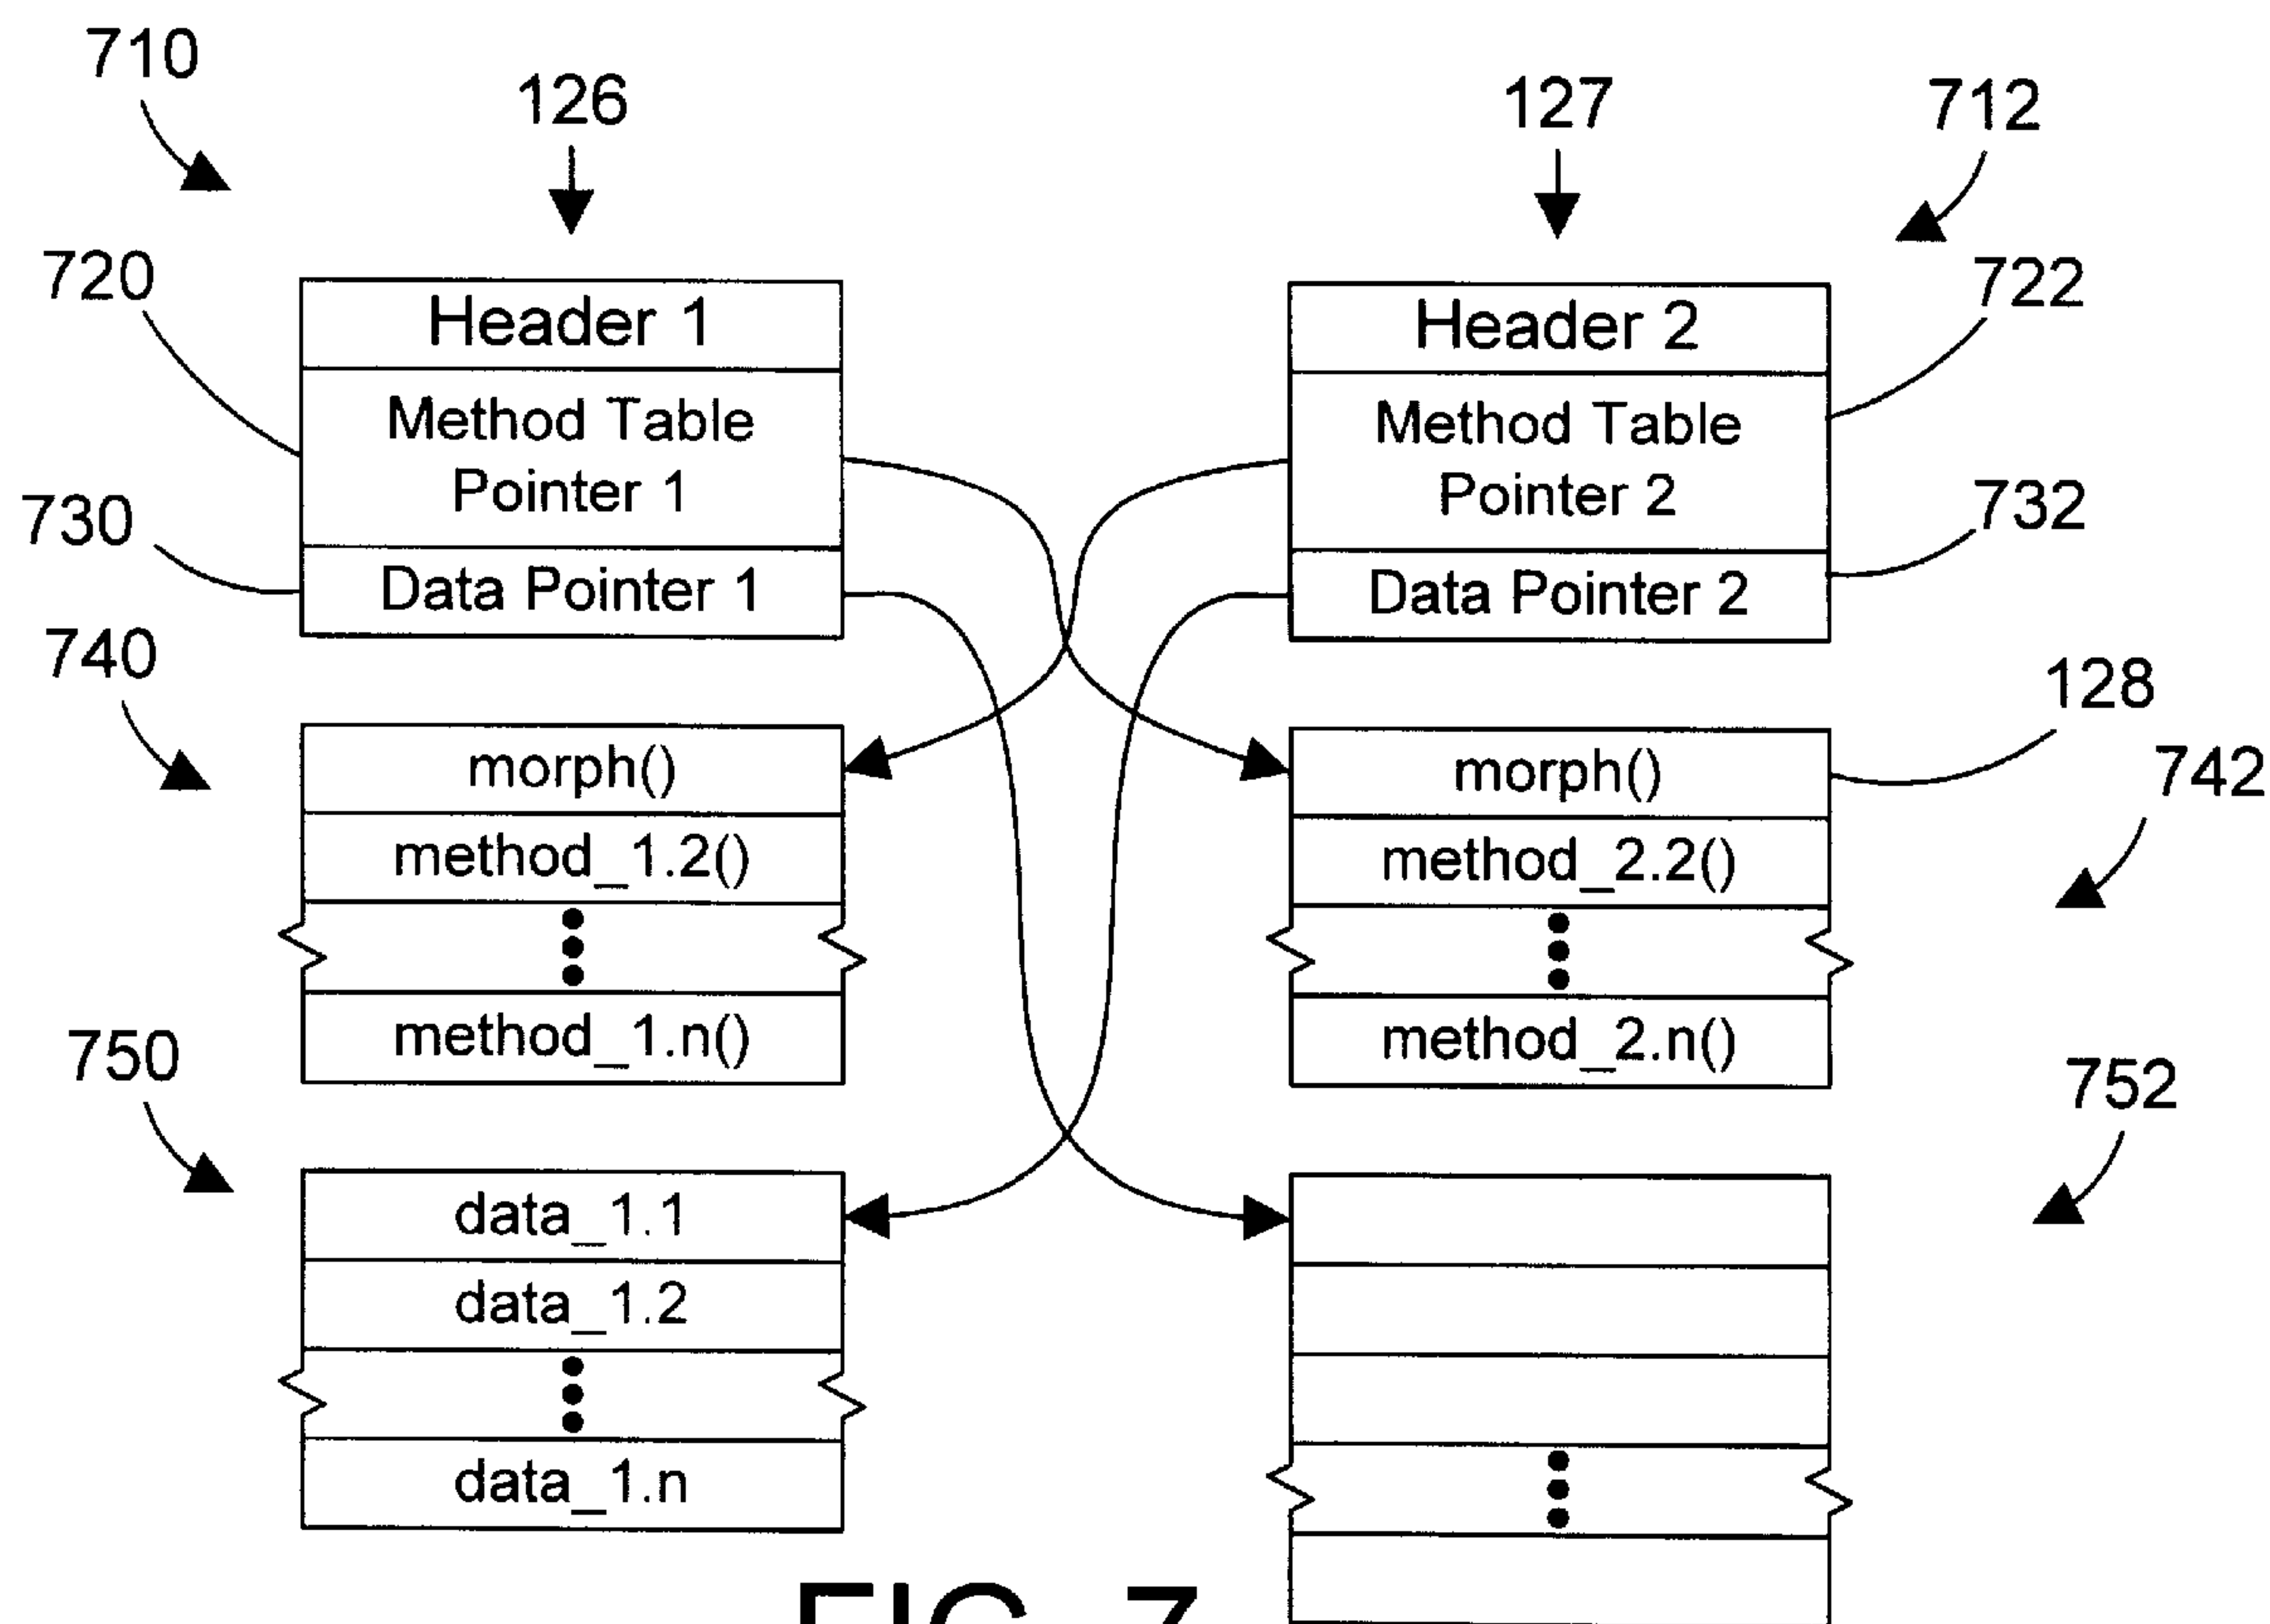 710
126
127
712
720
722
Header 1
Header 2
Method Table
Pointer 1
Method Table
Pointer 2
730
732
Data Pointer 1
Data Pointer 2
740
128
morph()
morph()
742
method_1.2()
method_2.2()
method_1.n()
method_2.n()
750
752
data_1.1
data_1.2
data_1.n
FIG. 7